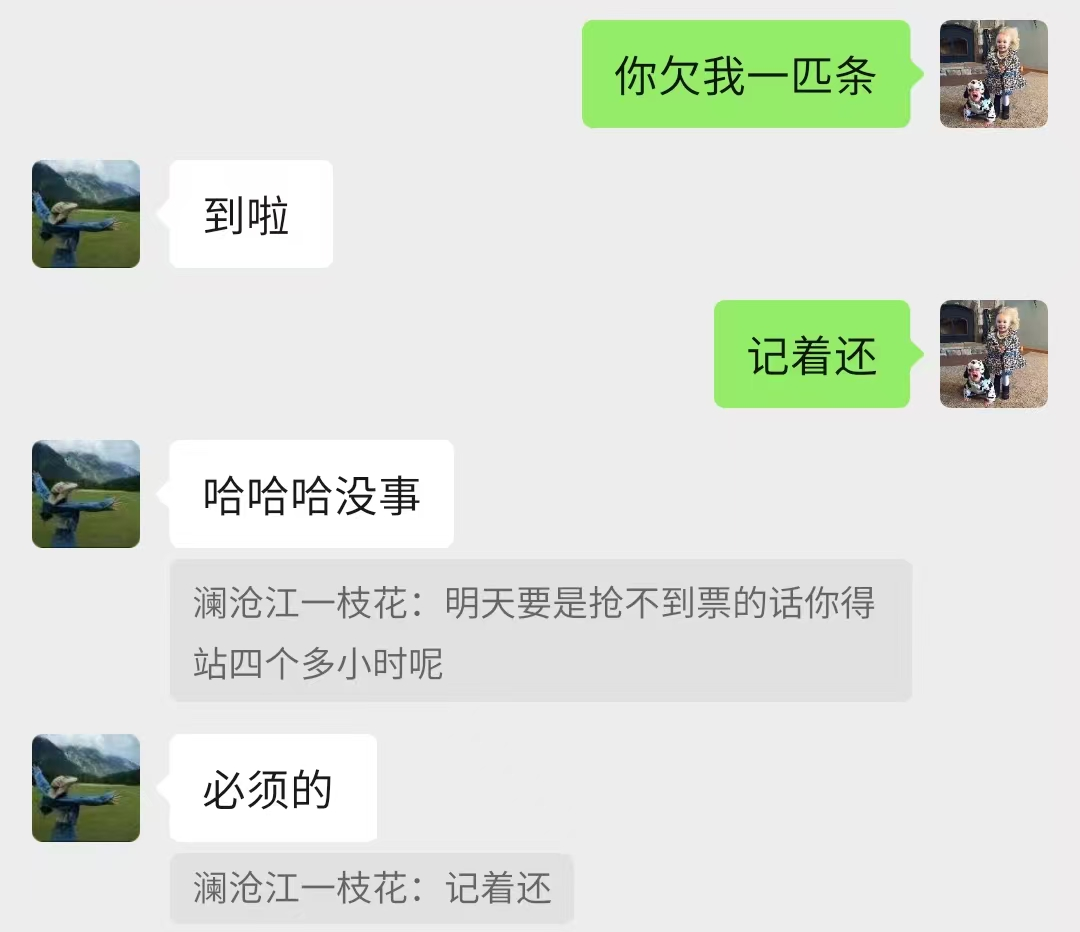 你欠我一匹条
到啦
记着还
哈哈哈没事
澜沧江一枝花：明天要是抢不到票的话你得
站四个多小时呢
必须的
澜沧江一枝花：记着还